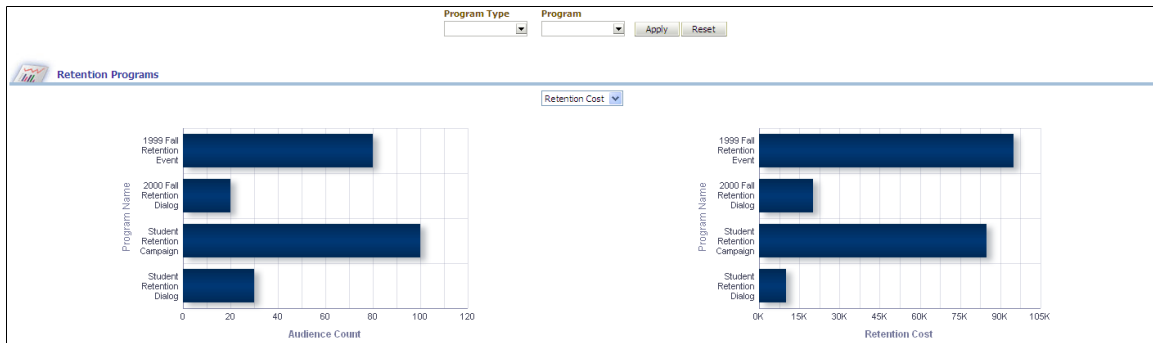 Program Type Program
Apply Reset
Retention Programs
Retention Cost
1999 Fall
Retention
Event
2000 Fall
Retention
Dialog
Student
Retention
Campaign
Student
Retention
Dialog
Program Name
0 20 40 60 80 100 120
Audience Count
1999 Fall
Retention
Event
2000 Fall
Retention
Dialog
Student
Retention
Campaign
Student
Retention
Dialog
Program Name
0K 15K 30K 45K 60K 75K 90K 105K
Retention Cost